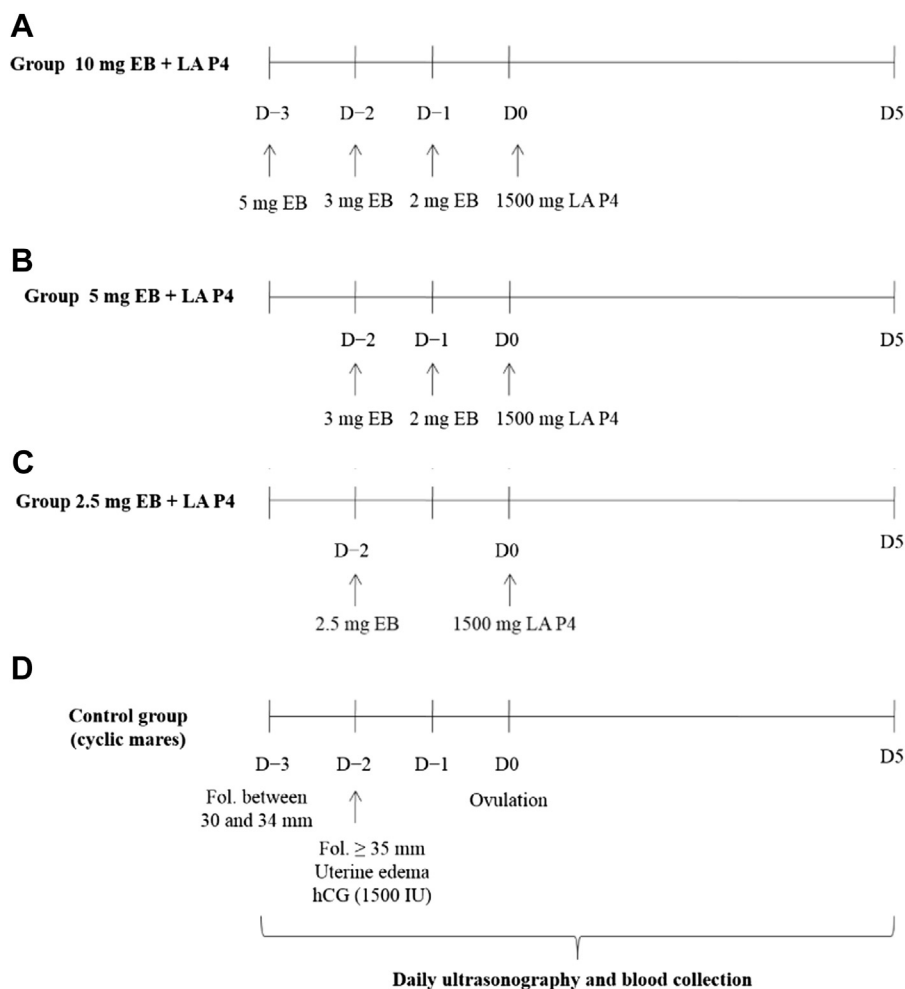 A
Group 10 mg EB + LA P4
D−3 D−2 D−1 D0 D5
5 mg EB 3 mg EB 2 mg EB 1500 mg LA P4
B
Group 5 mg EB + LA P4
D−2 D−1 D0 D5
3 mg EB 2 mg EB 1500 mg LA P4
C
Group 2.5 mg EB + LA P4
D−2 D0 D5
2.5 mg EB 1500 mg LA P4
D
Control group
(cyclic mares)
D−3 D−2 D−1 D0 D5
Fol. between
30 and 34 mm
Ovulation
Fol. ≥ 35 mm
Uterine edema
hCG (1500 IU)
Daily ultrasonography and blood collection